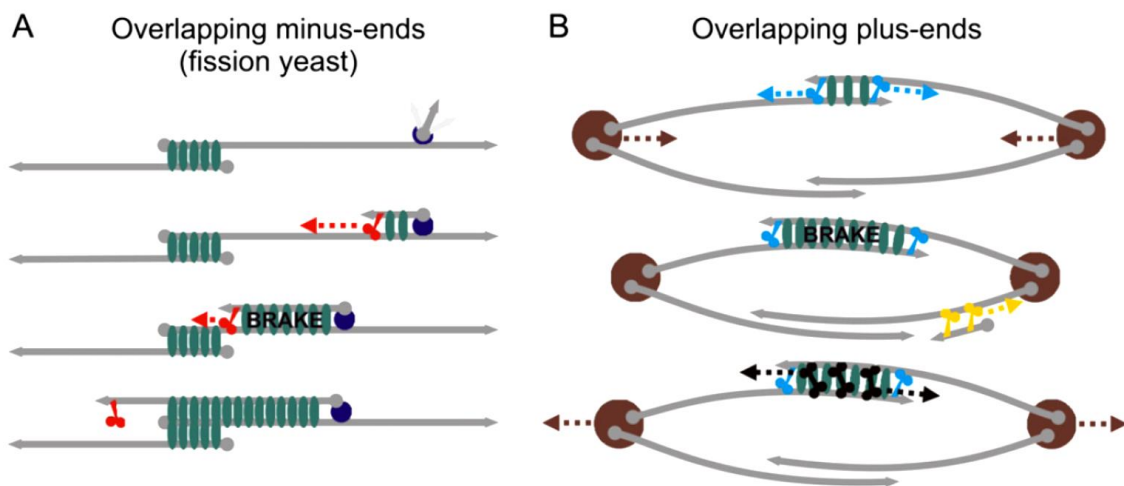 A
Overlapping minus-ends
(fission yeast)
BRAKE
B
Overlapping plus-ends
BRAKE